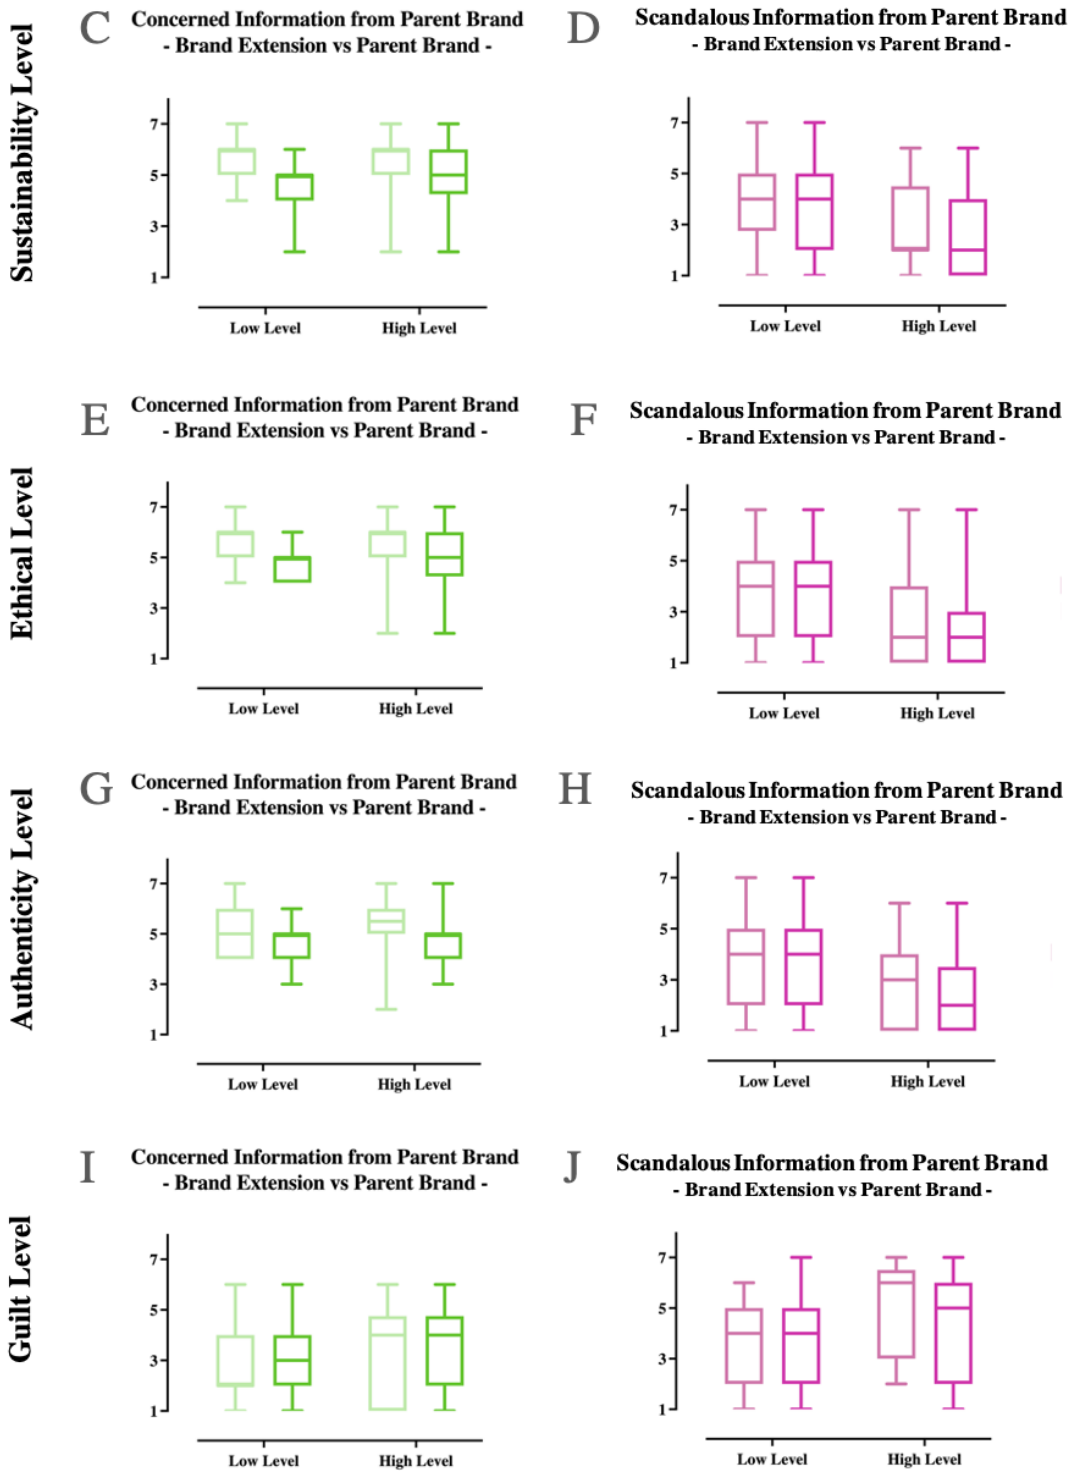 Sustainability Level
C
Concerned Information from Parent Brand
- Brand Extension vs Parent Brand -
7
5
3
1
Low Level
High Level
D
Scandalous Information from Parent Brand
- Brand Extension vs Parent Brand -
7
5
3
1
Low Level
High Level
Ethical Level
E
Concerned Information from Parent Brand
- Brand Extension vs Parent Brand -
7
5
3
1
Low Level
High Level
F
Scandalous Information from Parent Brand
- Brand Extension vs Parent Brand -
7
5
3
1
Low Level
High Level
Authenticity Level
G
Concerned Information from Parent Brand
- Brand Extension vs Parent Brand -
7
5
3
1
Low Level
High Level
H
Scandalous Information from Parent Brand
- Brand Extension vs Parent Brand -
7
5
3
1
Low Level
High Level
Guilt Level
I
Concerned Information from Parent Brand
- Brand Extension vs Parent Brand -
7
5
3
1
Low Level
High Level
J
Scandalous Information from Parent Brand
- Brand Extension vs Parent Brand -
7
5
3
1
Low Level
High Level